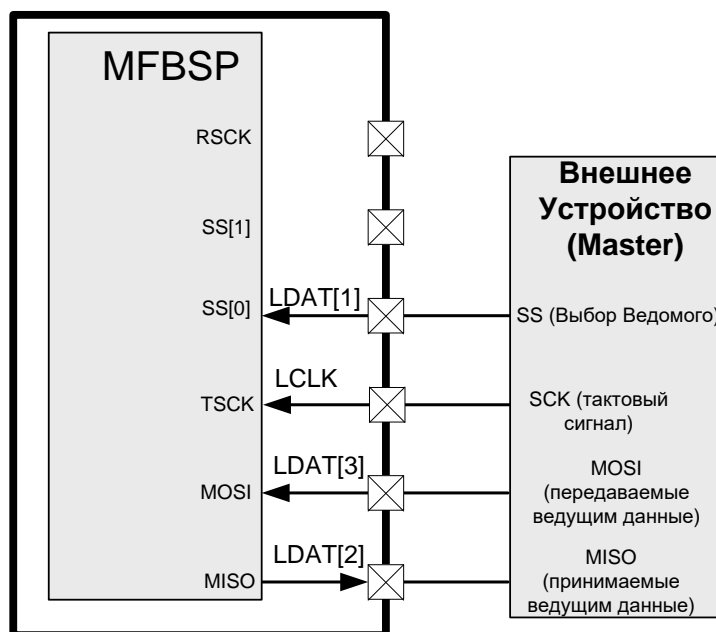 MFBSP
RSCK
SS[1]
SS[0]
TSCK
MOSI
MISO
LDAT[1]
LCLK
LDAT[3]
LDAT[2]
Внешнее
Устройство
(Master)
SS (Выбор Ведомого)
SCK (тактовый
сигнал)
MOSI
(передаваемые
ведущим данные)
MISO
(принимаемые
ведущим данные)